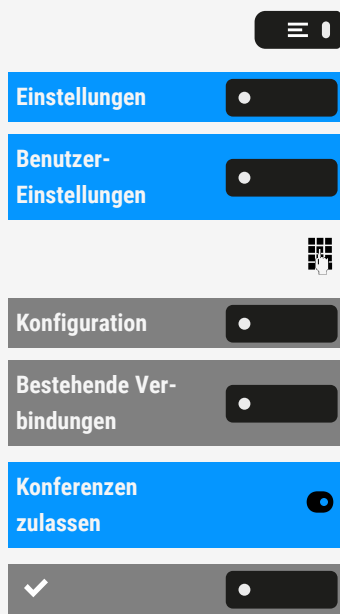 Einstellungen
Benutzer-
Einstellungen
Konfiguration
Bestehende Ver-
bindungen
Konferenzen
zulassen